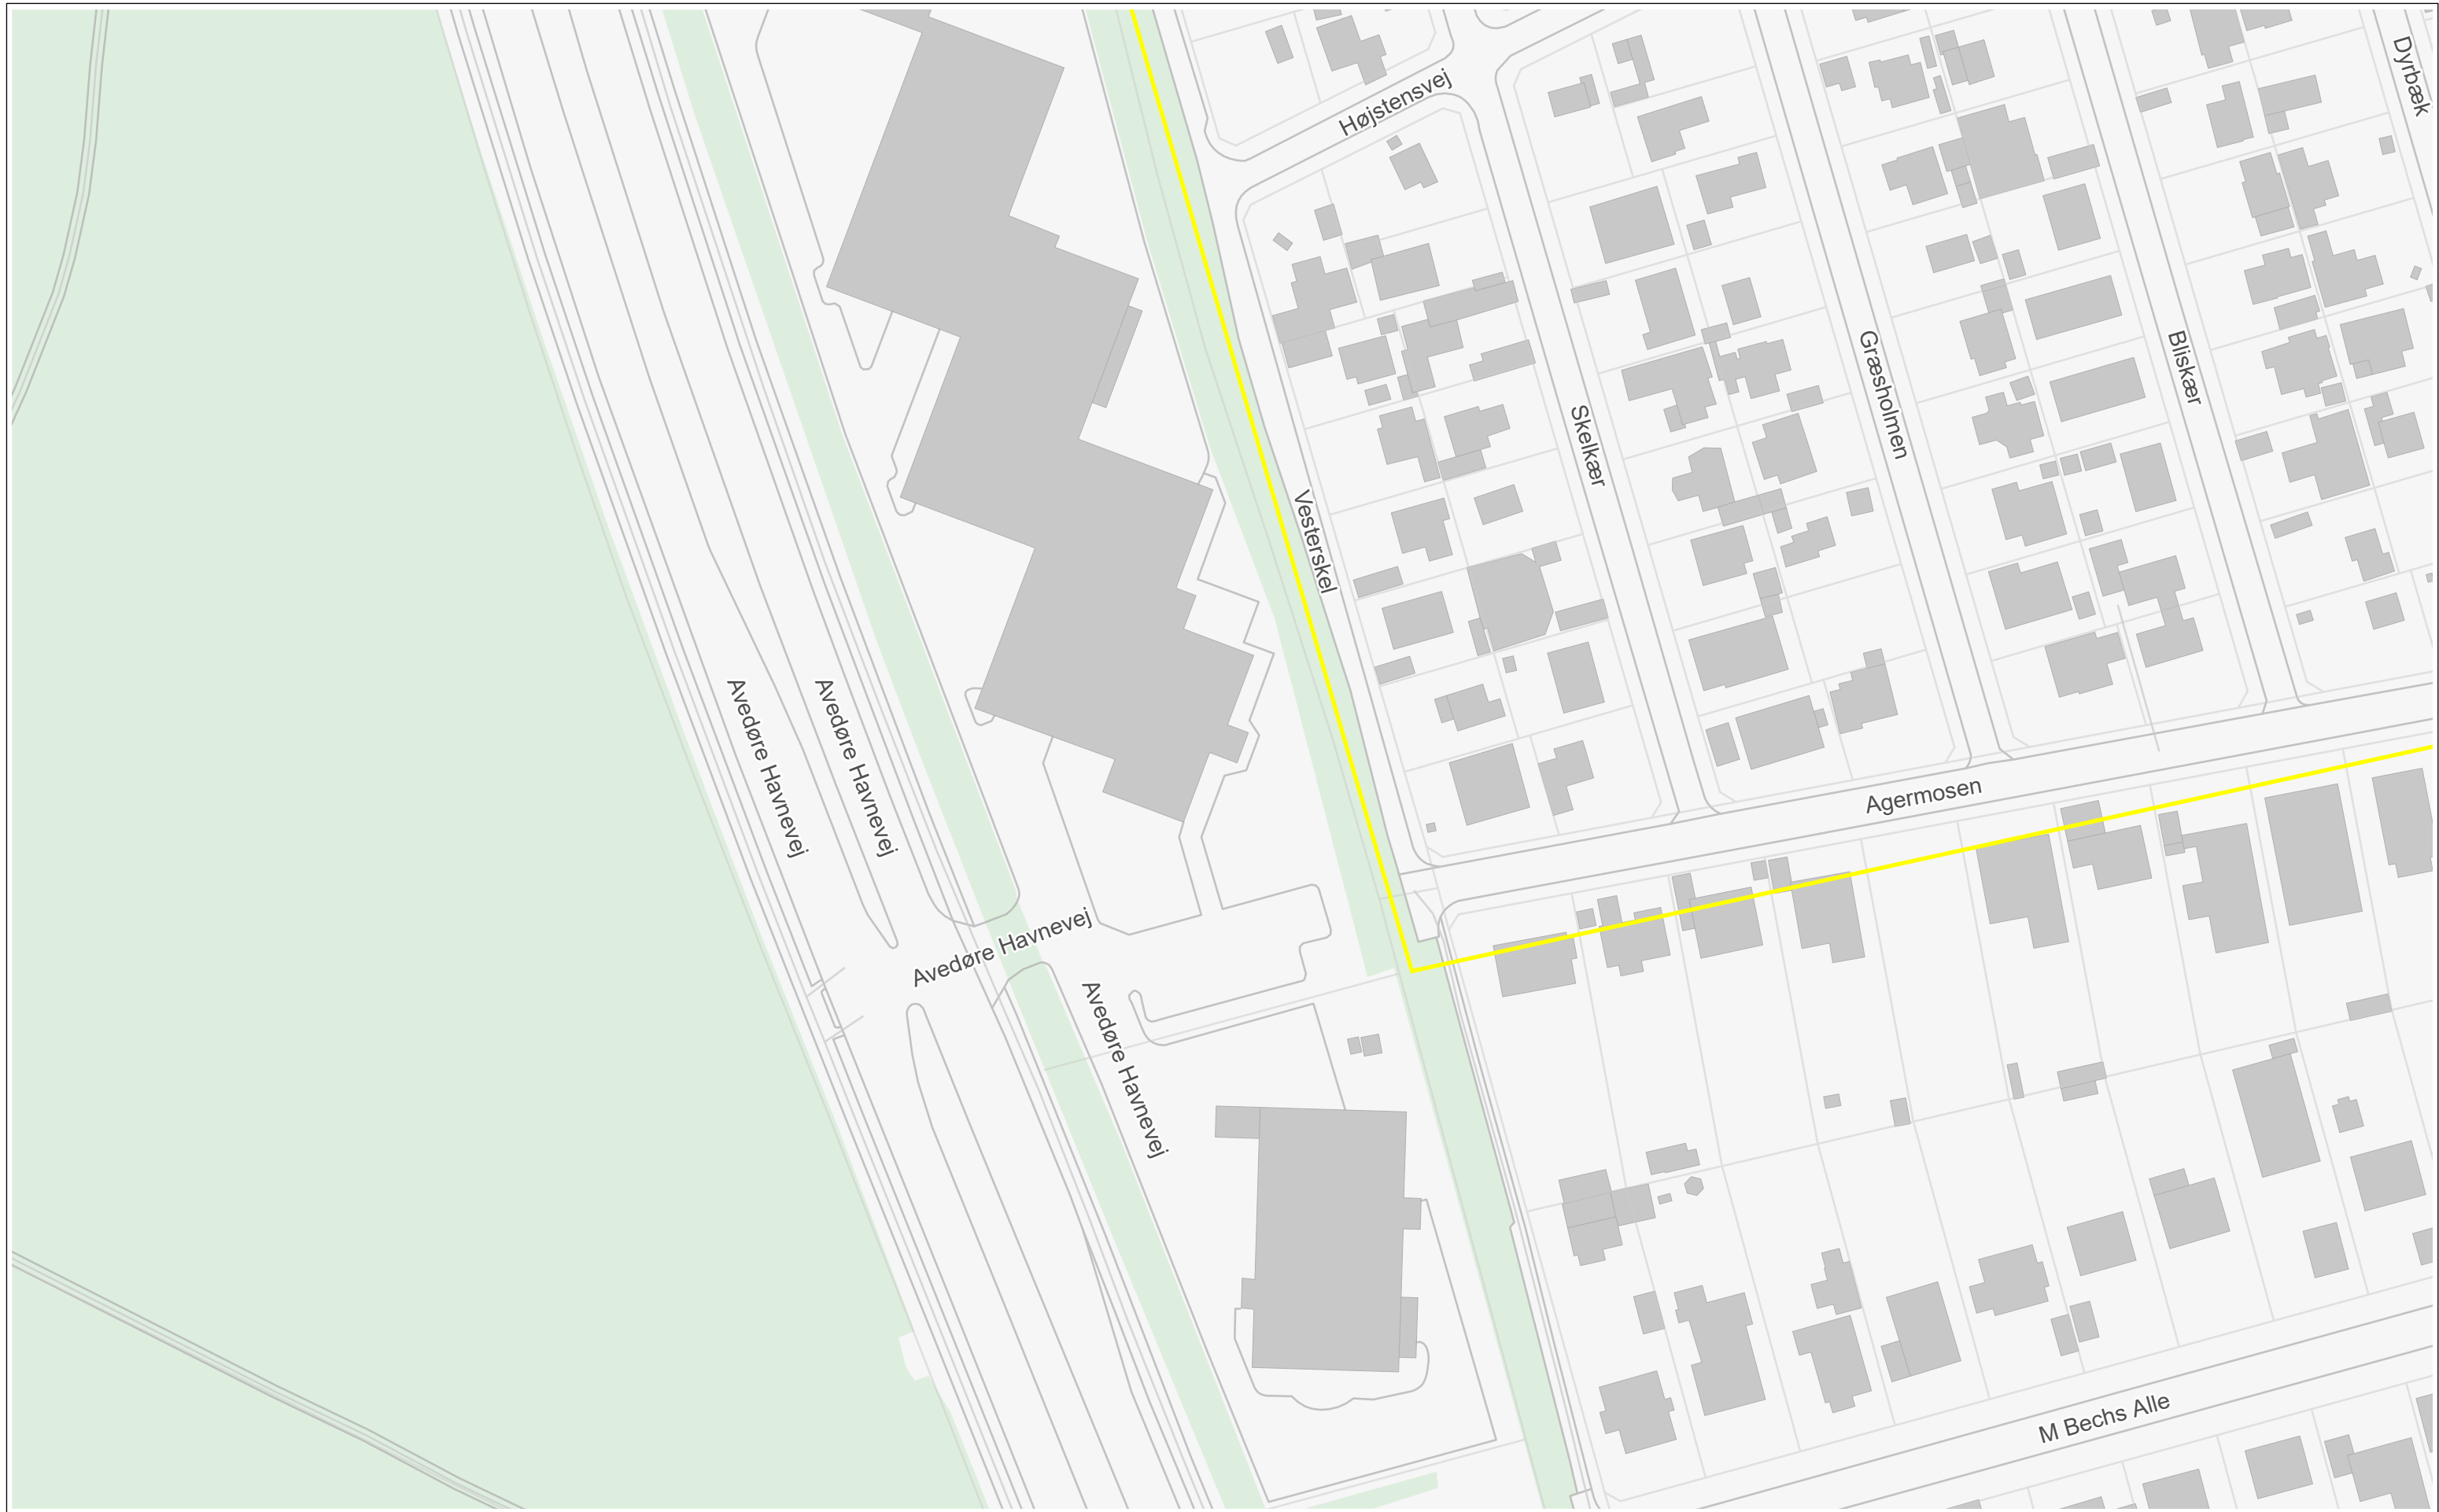 Dyrbæk
Højstensvej
Græsholmen
Bliskær
Skelkær
Vesterskel
Avedøre Havnevej
Avedøre Havnevej
Agermosen
Avedøre Havnevej
Avedøre Havnevej
M Bechs Alle